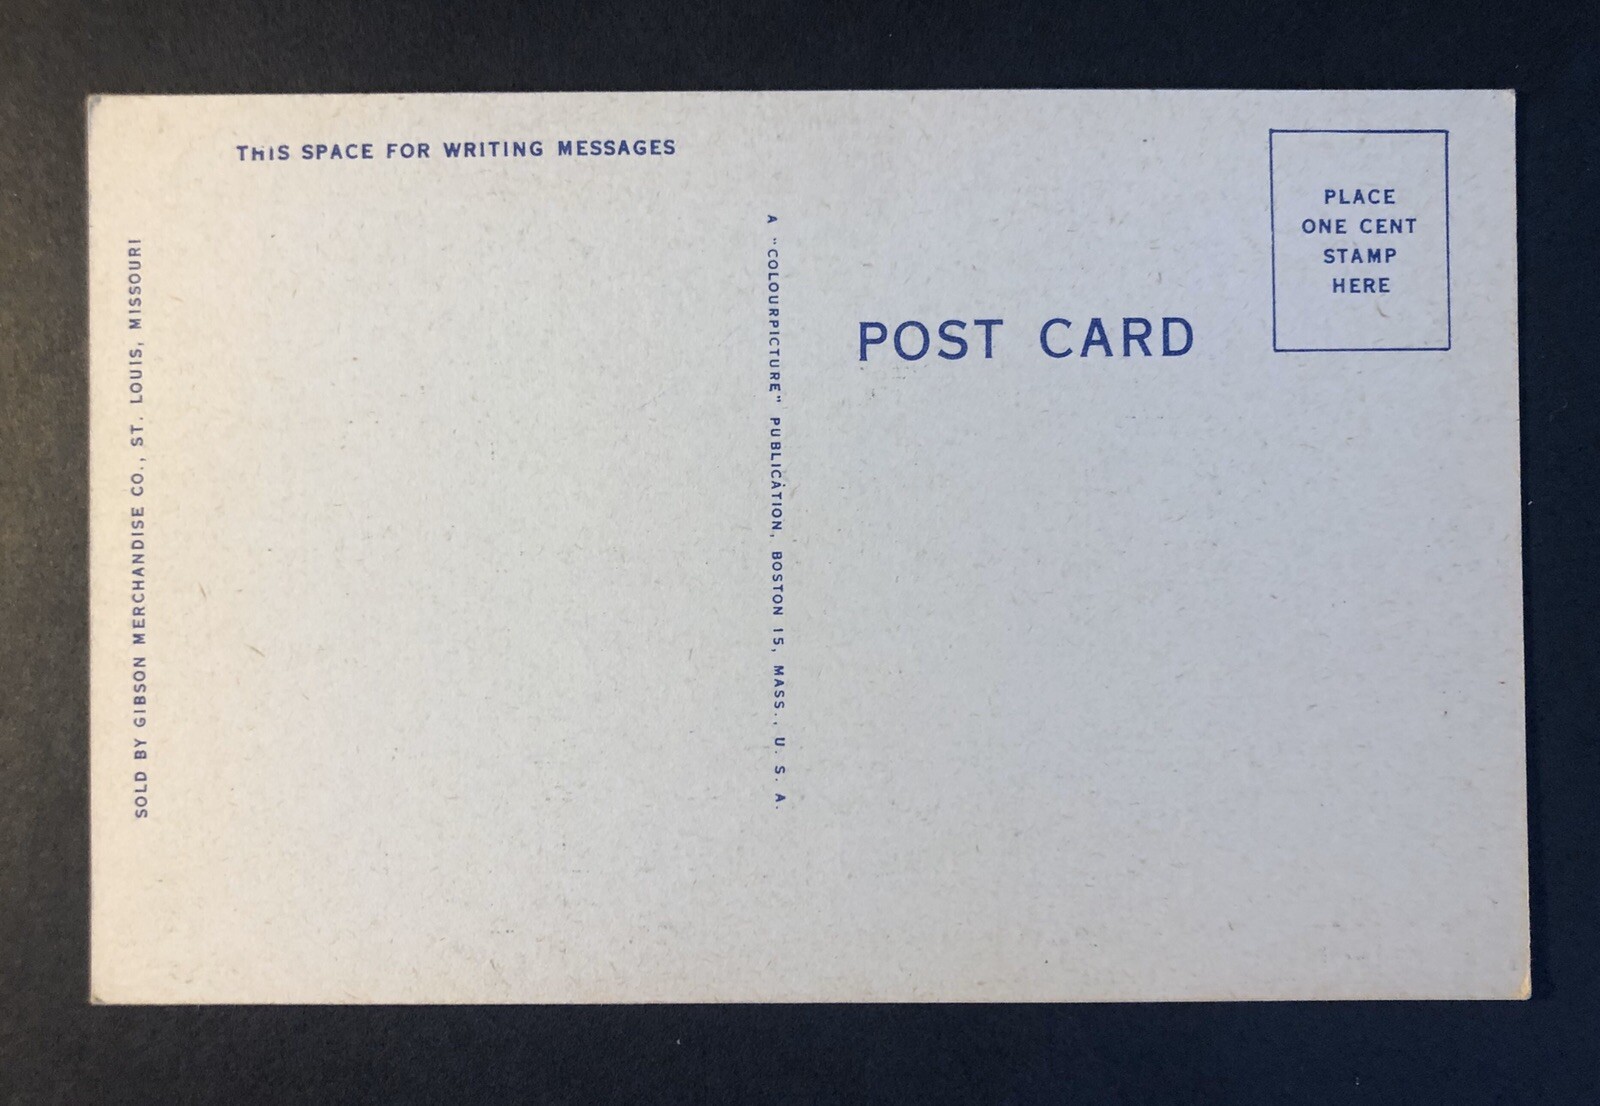 THIS SPACE FOR WRITING MESSAGES
SOLD BY GIBSON MERCHANDISE CO., ST. LOUIS, MISSOURI
A "COLOURPICTURE" PUBLICATION, BOSTON 15, MASS., U. S. A.
POST CARD
PLACE
ONE CENT
STAMP
HERE